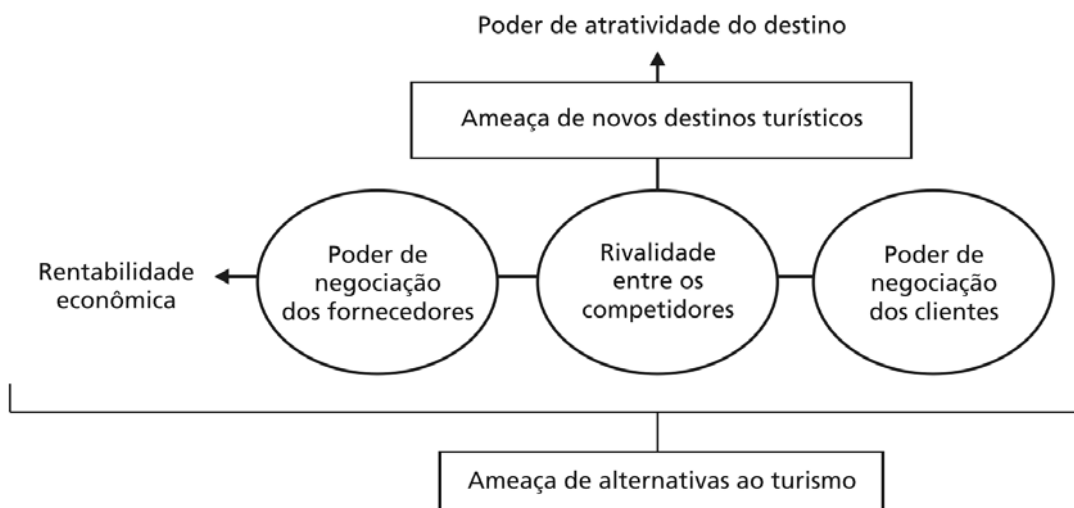 Poder de atratividade do destino
Ameaça de novos destinos turísticos
Rentabilidade
econômica
Poder de
negociação
dos fornecedores
Rivalidade
entre os
competidores
Poder de
negociação
dos clientes
Ameaça de alternativas ao turismo